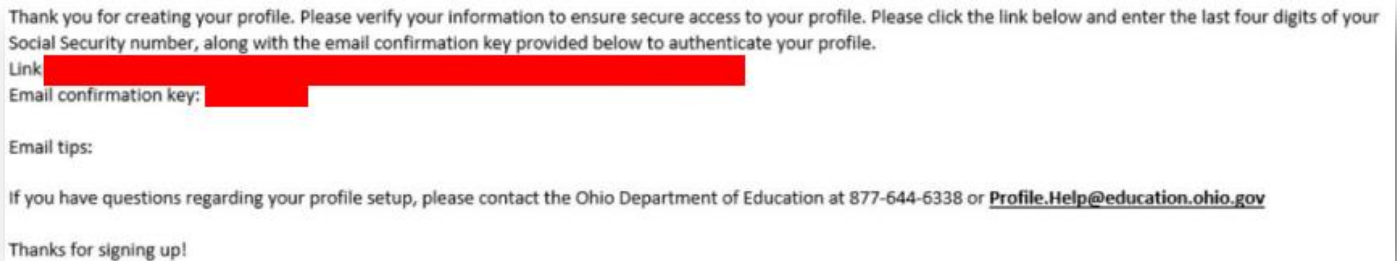 Thank you for creating your profile. Please verify your information to ensure secure access to your profile. Please click the link below and enter the last four digits of your
Social Security number, along with the email confirmation key provided below to authenticate your profile.
Link
Email confirmation key:
Email tips:
If you have questions regarding your profile setup, please contact the Ohio Department of Education at 877-644-6338 or Profile.Help@education.ohio.gov
Thanks for signing up!